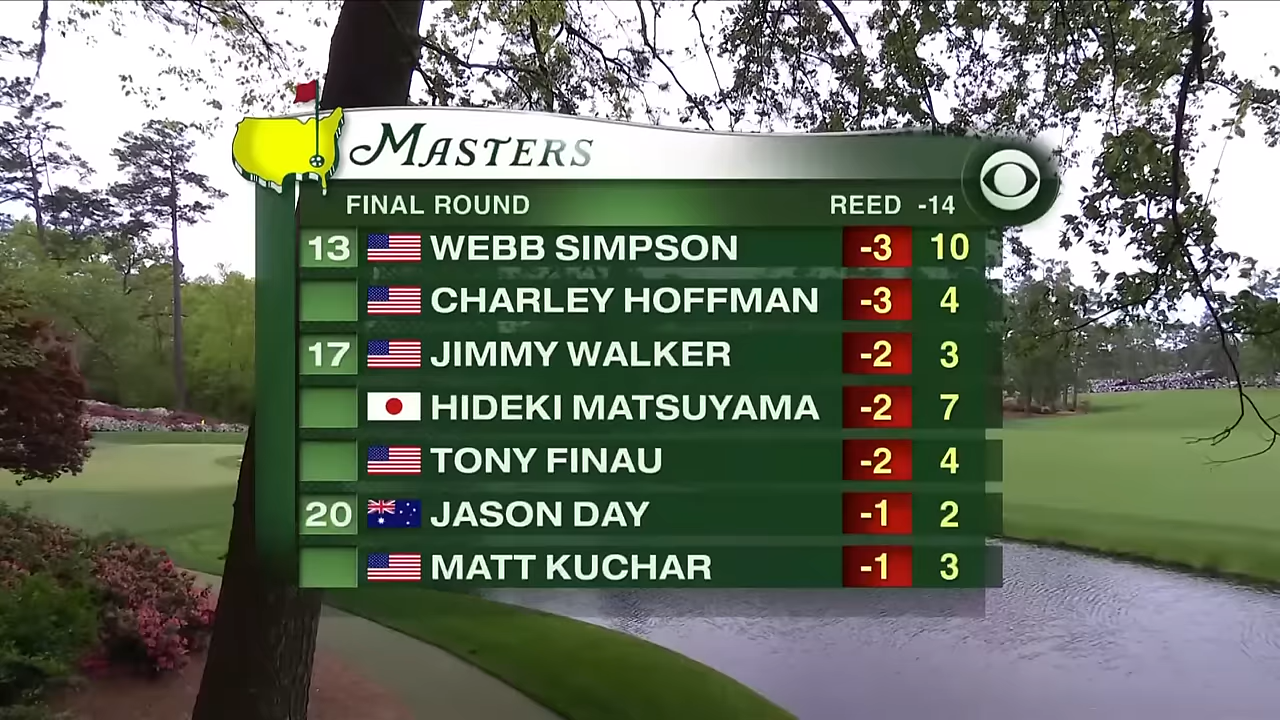 MASTERS
FINAL ROUND REED -14
13 WEBB SIMPSON -3 10
CHARLEY HOFFMAN -3 4
17 JIMMY WALKER -2 3
HIDEKI MATSUYAMA -2 7
TONY FINAU -2 4
20 JASON DAY -1 2
MATT KUCHAR -1 3